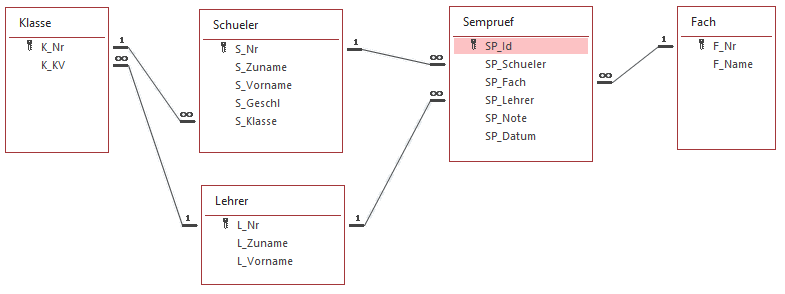 Klasse
K_Nr
K_KV
Schueler
S_Nr
S_Zuname
S_Vorname
S_Geschl
S_Klasse
Sempruef
SP_Id
SP_Schueler
SP_Fach
SP_Lehrer
SP_Note
SP_Datum
Fach
F_Nr
F_Name
Lehrer
L_Nr
L_Zuname
L_Vorname
1
∞
∞
1
∞
∞
1
1
∞
1